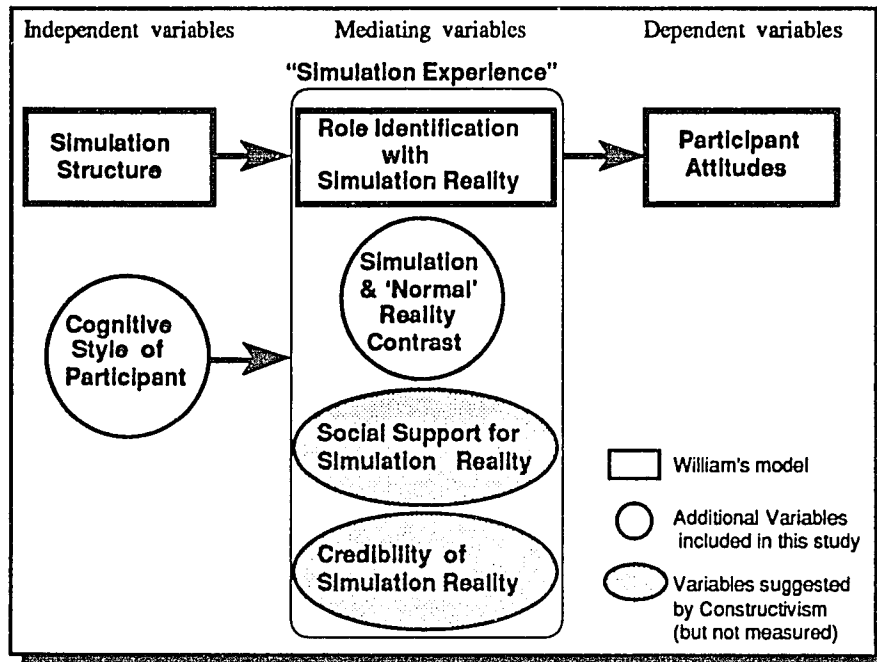 Independent variables
Mediating variables
Dependent variables
"Simulation Experience"
Simulation
Structure
Role Identification
with
Simulation Reality
Participant
Attitudes
Simulation
& 'Normal'
Reality
Contrast
Cognitive
Style of
Participant
Social Support for
Simulation Reality
Credibility of
Simulation Reality
William's model
Additional Variables
included in this study
Variables suggested
by Constructivism
(but not measured)